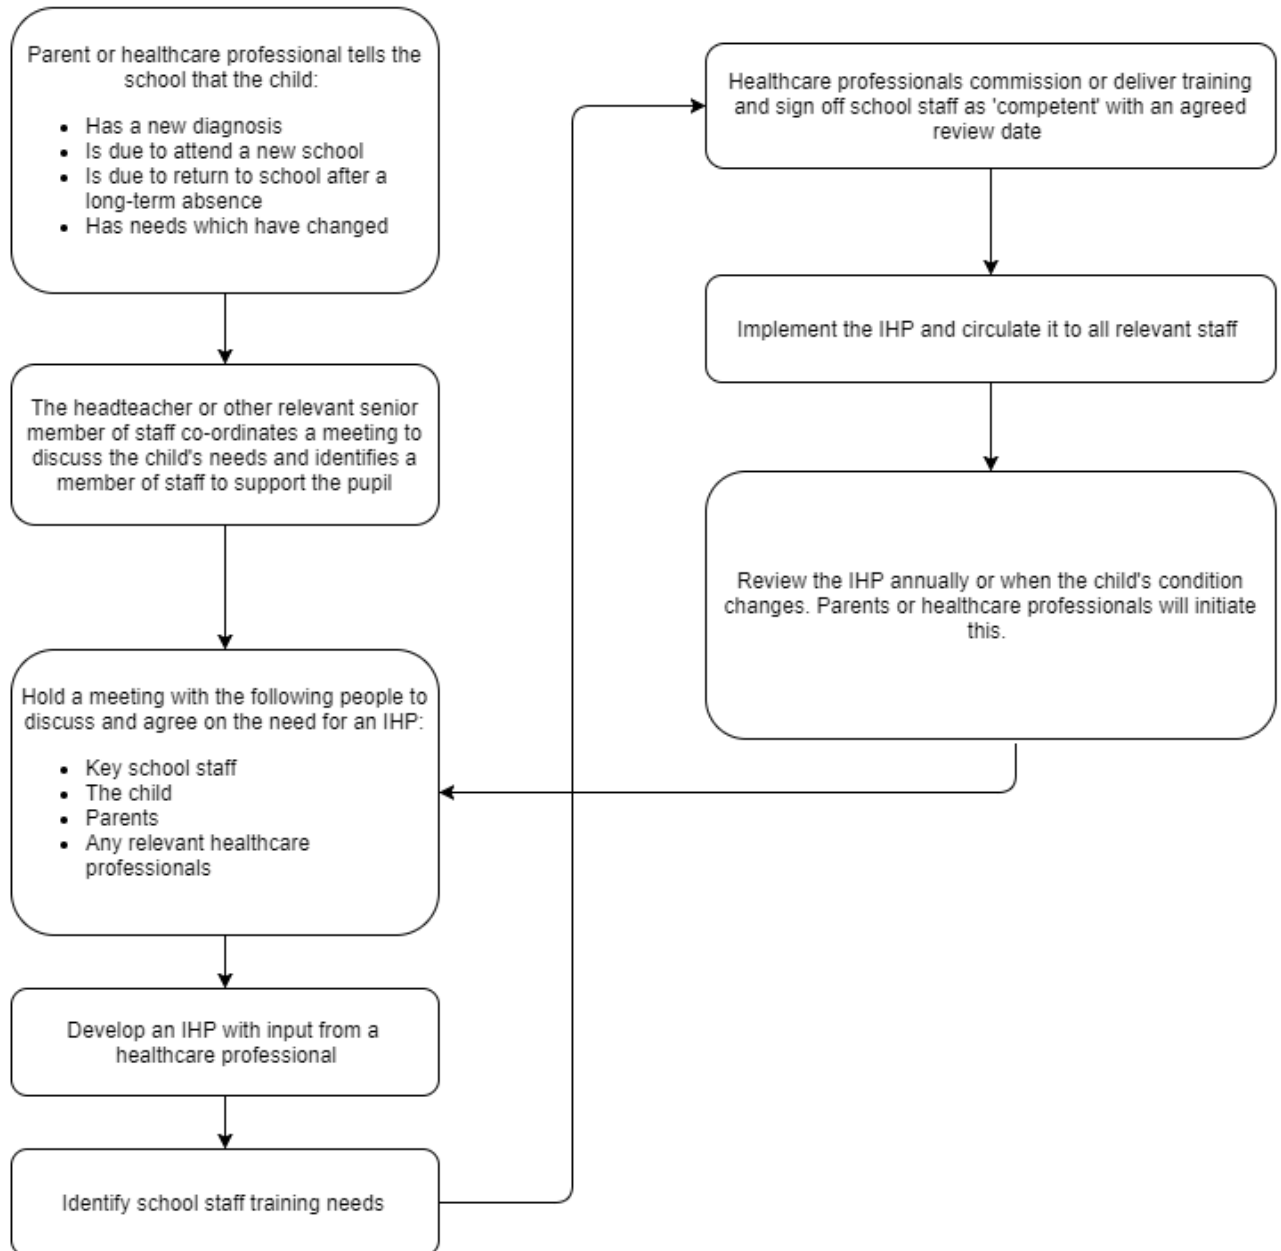 Parent or healthcare professional tells the
school that the child:
• Has a new diagnosis
• Is due to attend a new school
• Is due to return to school after a
long-term absence
• Has needs which have changed
The headteacher or other relevant senior
member of staff co-ordinates a meeting to
discuss the child's needs and identifies a
member of staff to support the pupil
Hold a meeting with the following people to
discuss and agree on the need for an IHP:
• Key school staff
• The child
• Parents
• Any relevant healthcare
professionals
Develop an IHP with input from a
healthcare professional
Identify school staff training needs
Healthcare professionals commission or deliver training
and sign off school staff as 'competent' with an agreed
review date
Implement the IHP and circulate it to all relevant staff
Review the IHP annually or when the child's condition
changes. Parents or healthcare professionals will initiate
this.